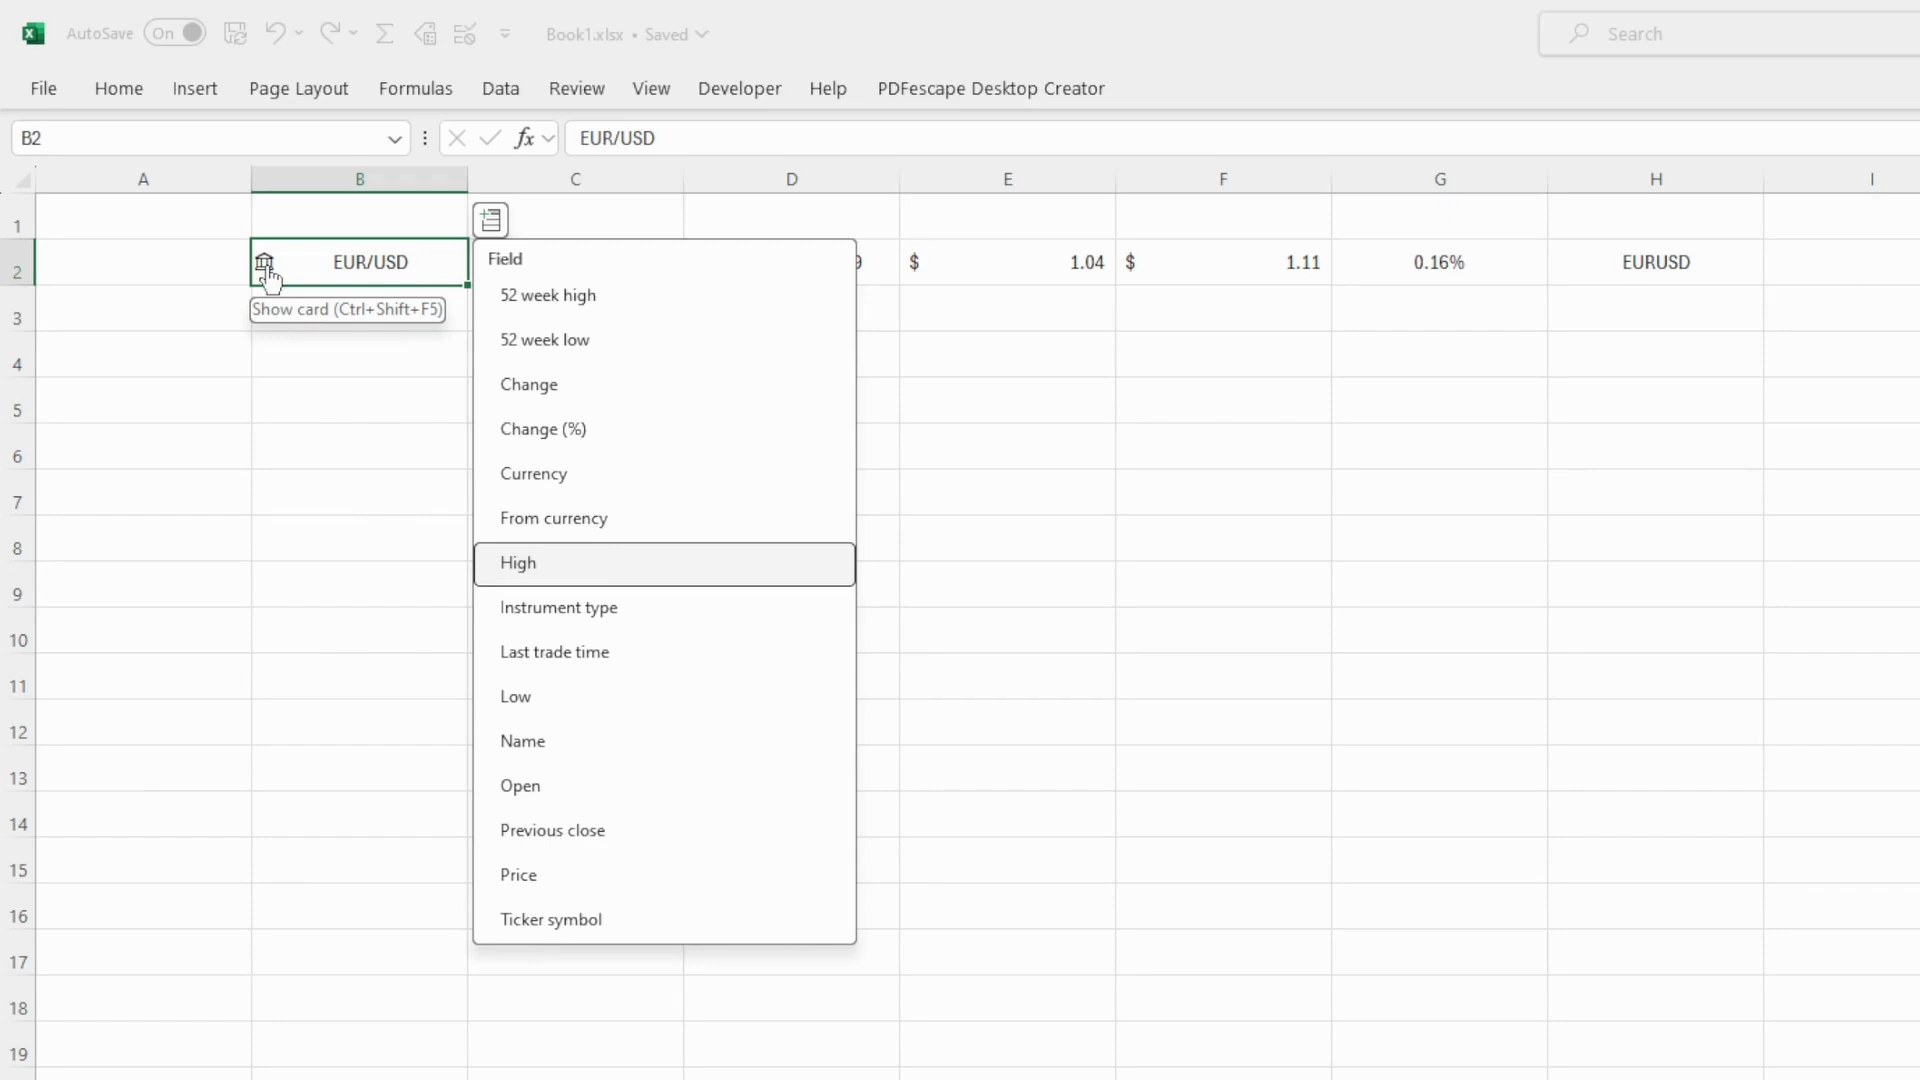 AutoSave On Book1.xlsx • Saved Search
File Home Insert Page Layout Formulas Data Review View Developer Help PDFescape Desktop Creator
B2 fx EUR/USD
A B C D E F G H I
1
2 EUR/USD 9 $ 1.04 $ 1.11 0.16% EURUSD
Show card (Ctrl+Shift+F5)
Field
52 week high
52 week low
Change
Change (%)
Currency
From currency
High
Instrument type
Last trade time
Low
Name
Open
Previous close
Price
Ticker symbol
3
4
5
6
7
8
9
10
11
12
13
14
15
16
17
18
19